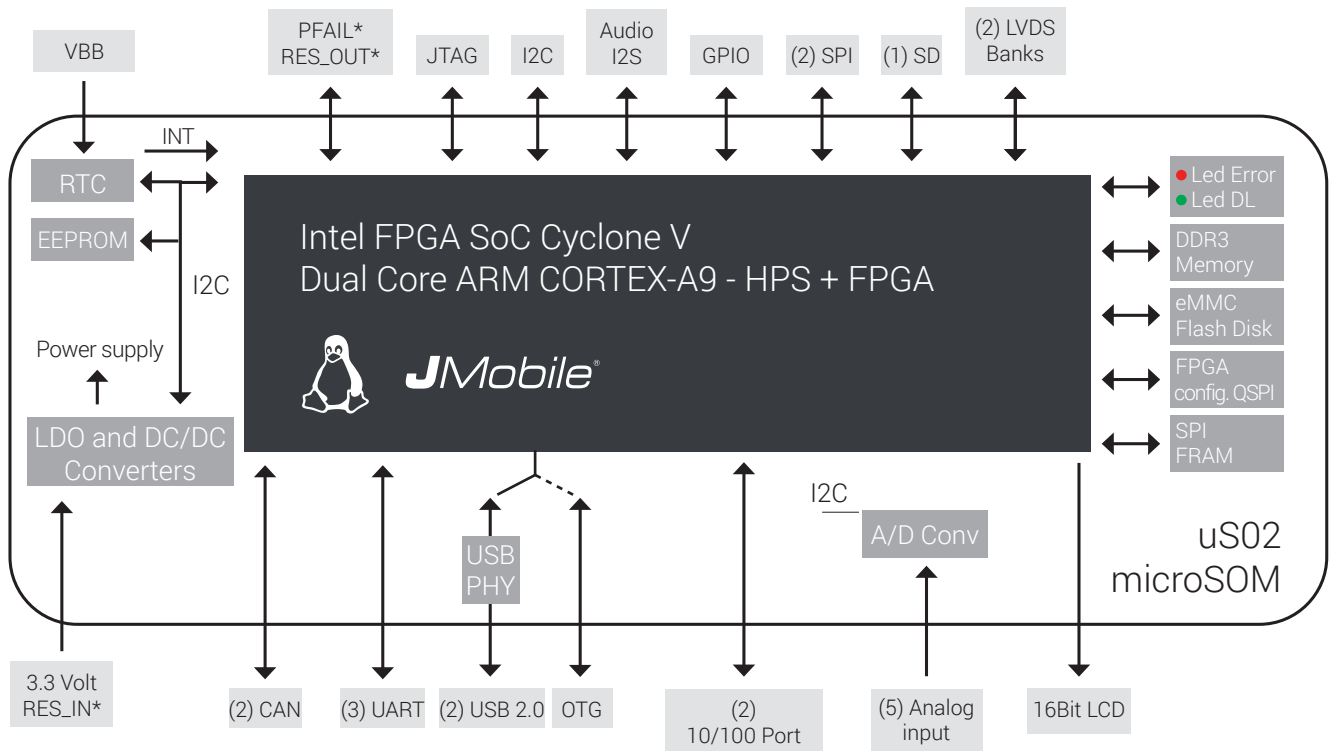 VBB
PFAIL*
RES_OUT*
JTAG
I2C
Audio
I2S
GPIO
(2) SPI
(1) SD
(2) LVDS
Banks
INT
RTC
EEPROM
I2C
Power supply
LDO and DC/DC
Converters
Intel FPGA SoC Cyclone V
Dual Core ARM CORTEX-A9 - HPS + FPGA
JMobile®
Led Error
Led DL
DDR3
Memory
eMMC
Flash Disk
FPGA
config. QSPI
SPI
FRAM
USB
PHY
I2C
A/D Conv
uS02
microSOM
3.3 Volt
RES_IN*
(2) CAN
(3) UART
(2) USB 2.0
OTG
(2)
10/100 Port
(5) Analog
input
16Bit LCD